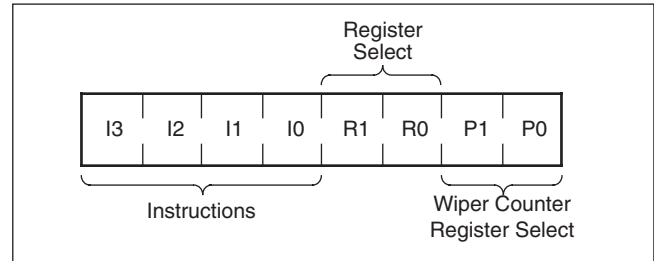 Register
Select
I3 I2 I1 I0 R1 R0 P1 P0
Instructions
Wiper Counter
Register Select